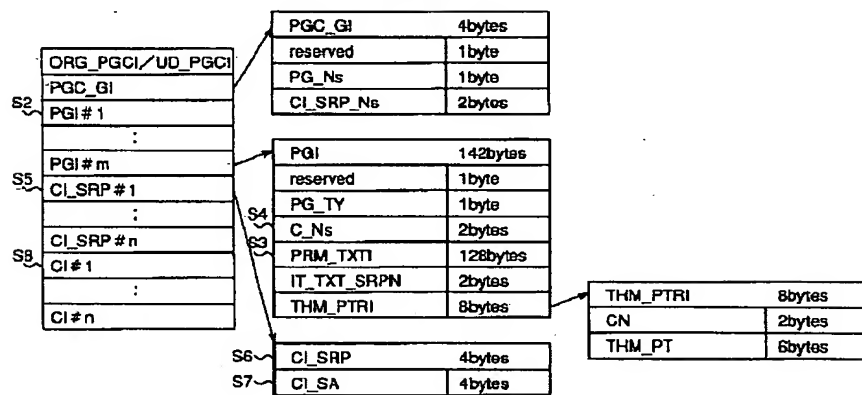 ORG_PGCI/UD_PGCI
PGC_GI
S2 PGI#1
:
PGI#m
S5 CI_SRP#1
:
CI_SRP#n
S8 CI#1
:
CI#n
PGC_GI 4bytes
reserved 1byte
PG_Ns 1byte
CI_SRP_Ns 2bytes
PGI 142bytes
reserved 1byte
PG_TY 1byte
S4 C_Ns 2bytes
S3 PRM_TXTI 128bytes
IT_TXT_SRPN 2bytes
THM_PTRI 8bytes
THM_PTRI 8bytes
CN 2bytes
THM_PT 6bytes
S6 CI_SRP 4bytes
S7 CI_SA 4bytes